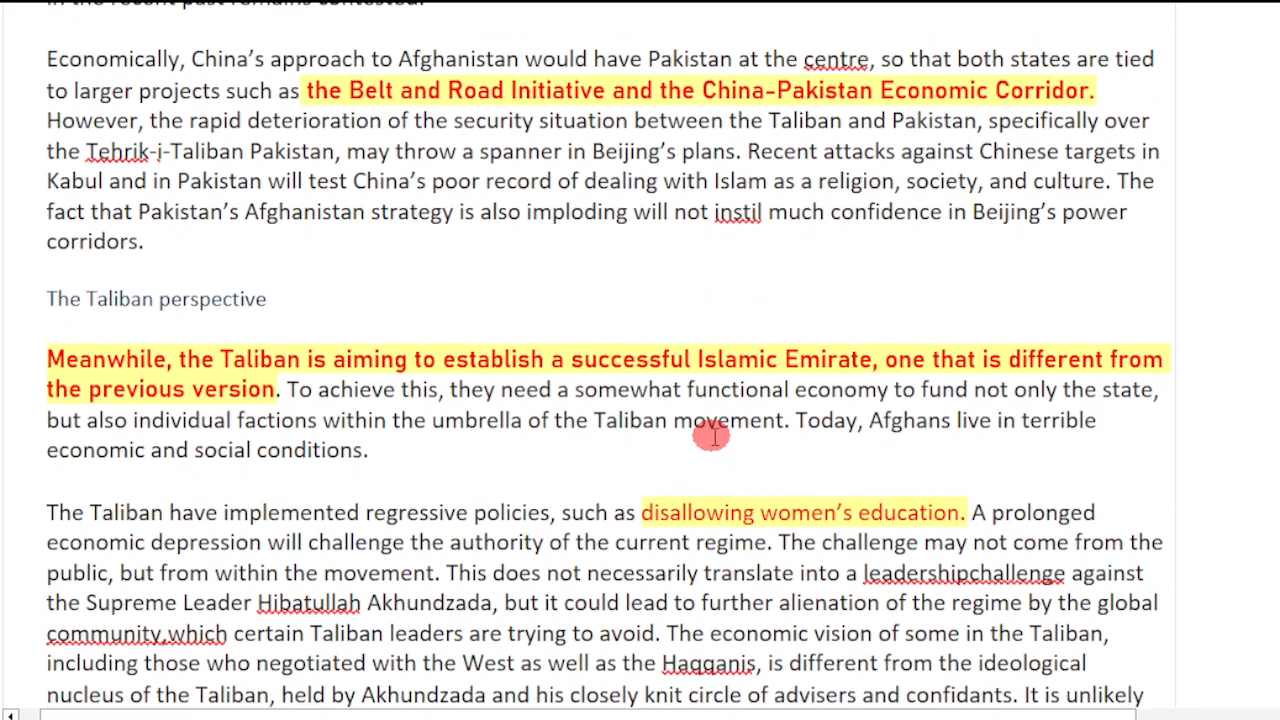 in the recent past remains contested.
Economically, China's approach to Afghanistan would have Pakistan at the centre, so that both states are tied
to larger projects such as the Belt and Road Initiative and the China-Pakistan Economic Corridor.
However, the rapid deterioration of the security situation between the Taliban and Pakistan, specifically over
the Tehrik-i-Taliban Pakistan, may throw a spanner in Beijing's plans. Recent attacks against Chinese targets in
Kabul and in Pakistan will test China's poor record of dealing with Islam as a religion, society, and culture. The
fact that Pakistan's Afghanistan strategy is also imploding will not instil much confidence in Beijing's power
corridors.
The Taliban perspective
Meanwhile, the Taliban is aiming to establish a successful Islamic Emirate, one that is different from
the previous version. To achieve this, they need a somewhat functional economy to fund not only the state,
but also individual factions within the umbrella of the Taliban movement. Today, Afghans live in terrible
economic and social conditions.
The Taliban have implemented regressive policies, such as disallowing women's education. A prolonged
economic depression will challenge the authority of the current regime. The challenge may not come from the
public, but from within the movement. This does not necessarily translate into a leadershipchallenge against
the Supreme Leader Hibatullah Akhundzada, but it could lead to further alienation of the regime by the global
community,which certain Taliban leaders are trying to avoid. The economic vision of some in the Taliban,
including those who negotiated with the West as well as the Haqqanis, is different from the ideological
nucleus of the Taliban, held by Akhundzada and his closely knit circle of advisers and confidants. It is unlikely